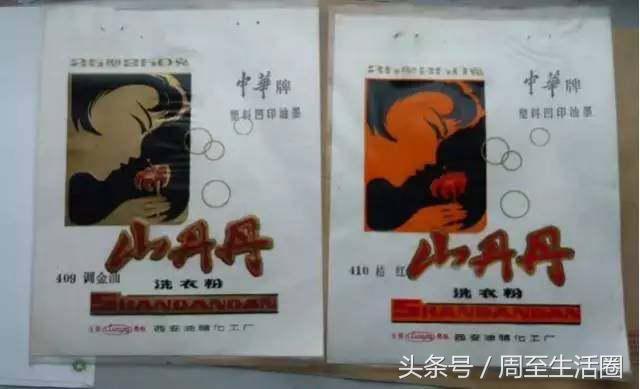 中華牌
塑料凹印油墨
山丹丹
409 调金油
洗衣粉
SHANDANDAN
西安油脂化工厂
中華牌
塑料凹印油墨
山丹丹
410 桔红
洗衣粉
SHANDANDAN
西安油脂化工厂
头条号 / 周至生活圈